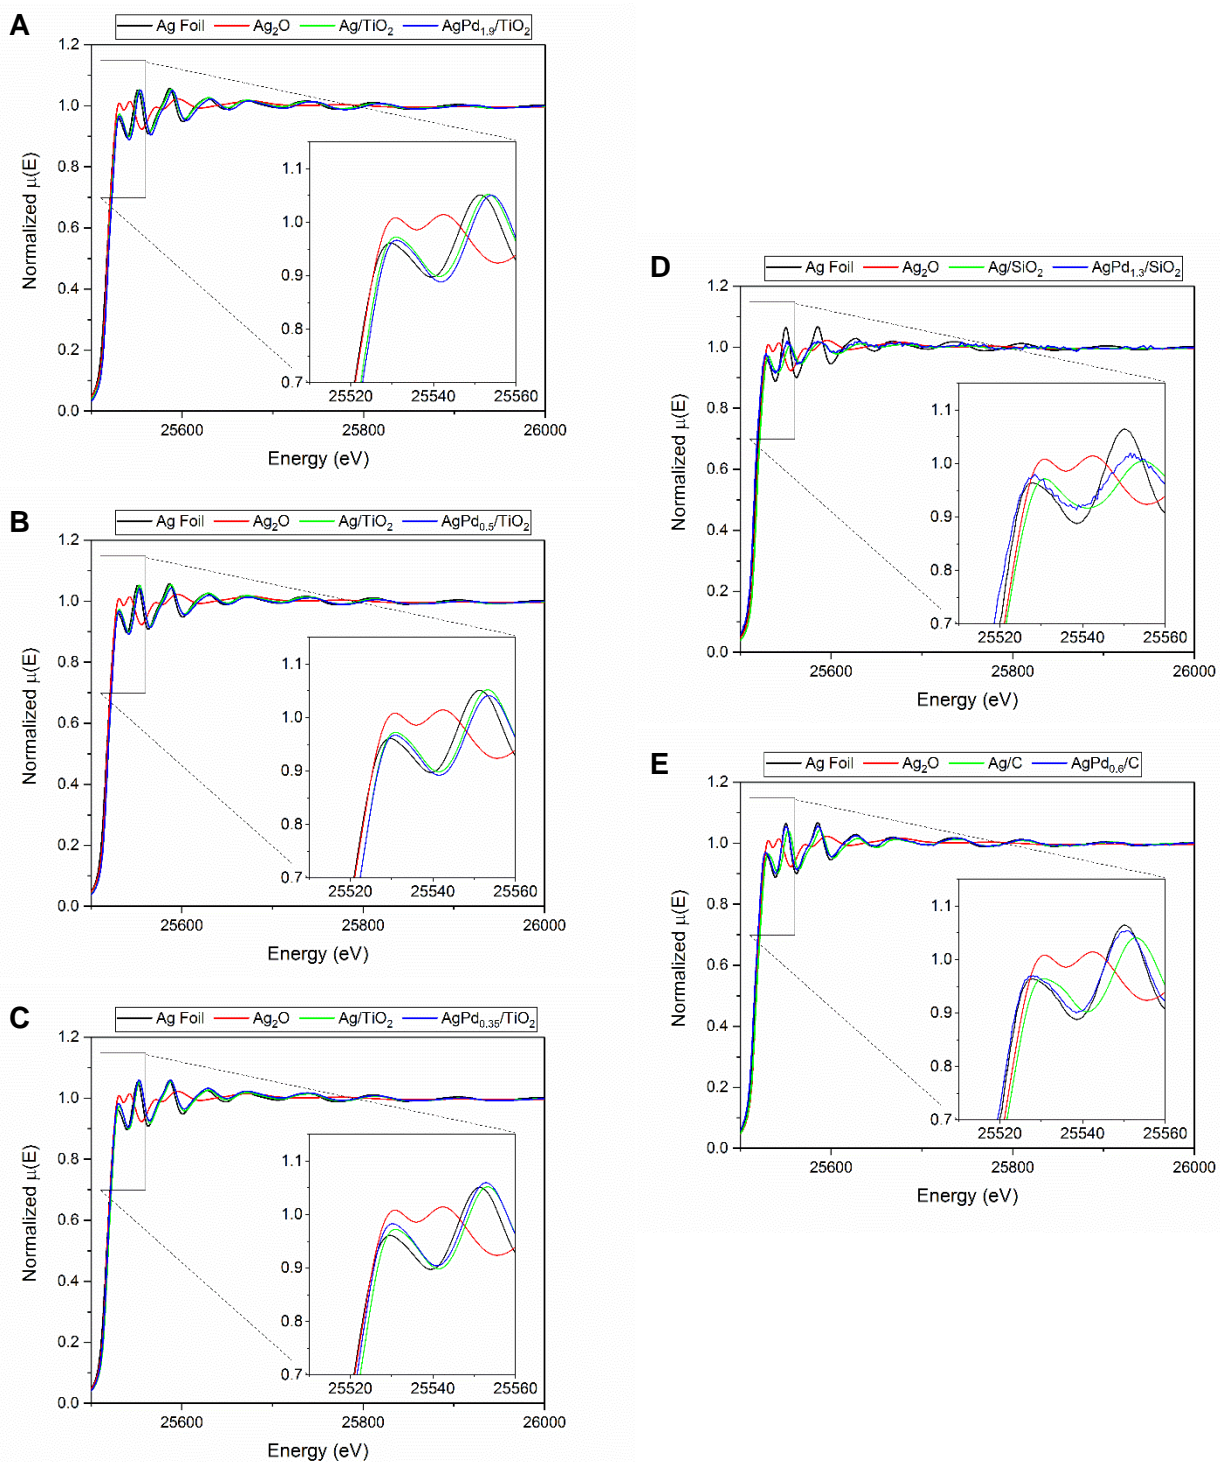 A
Ag Foil Ag₂O Ag/TiO₂ AgPd₁.₉/TiO₂
1.2
1.0
0.8
0.6
0.4
0.2
0.0
Normalized μ(E)
25600 25800 26000
Energy (eV)
1.1
1.0
0.9
0.8
0.7
25520 25540 25560
B
Ag Foil Ag₂O Ag/TiO₂ AgPd₀.₅/TiO₂
1.2
1.0
0.8
0.6
0.4
0.2
0.0
Normalized μ(E)
25600 25800 26000
Energy (eV)
1.1
1.0
0.9
0.8
0.7
25520 25540 25560
C
Ag Foil Ag₂O Ag/TiO₂ AgPd₀.₃₅/TiO₂
1.2
1.0
0.8
0.6
0.4
0.2
0.0
Normalized μ(E)
25600 25800 26000
Energy (eV)
1.1
1.0
0.9
0.8
0.7
25520 25540 25560
D
Ag Foil Ag₂O Ag/SiO₂ AgPd₁.₃/SiO₂
1.2
1.0
0.8
0.6
0.4
0.2
0.0
Normalized μ(E)
25600 25800 26000
Energy (eV)
1.1
1.0
0.9
0.8
0.7
25520 25540 25560
E
Ag Foil Ag₂O Ag/C AgPd₀.₆/C
1.2
1.0
0.8
0.6
0.4
0.2
0.0
Normalized μ(E)
25600 25800 26000
Energy (eV)
1.1
1.0
0.9
0.8
0.7
25520 25540 25560